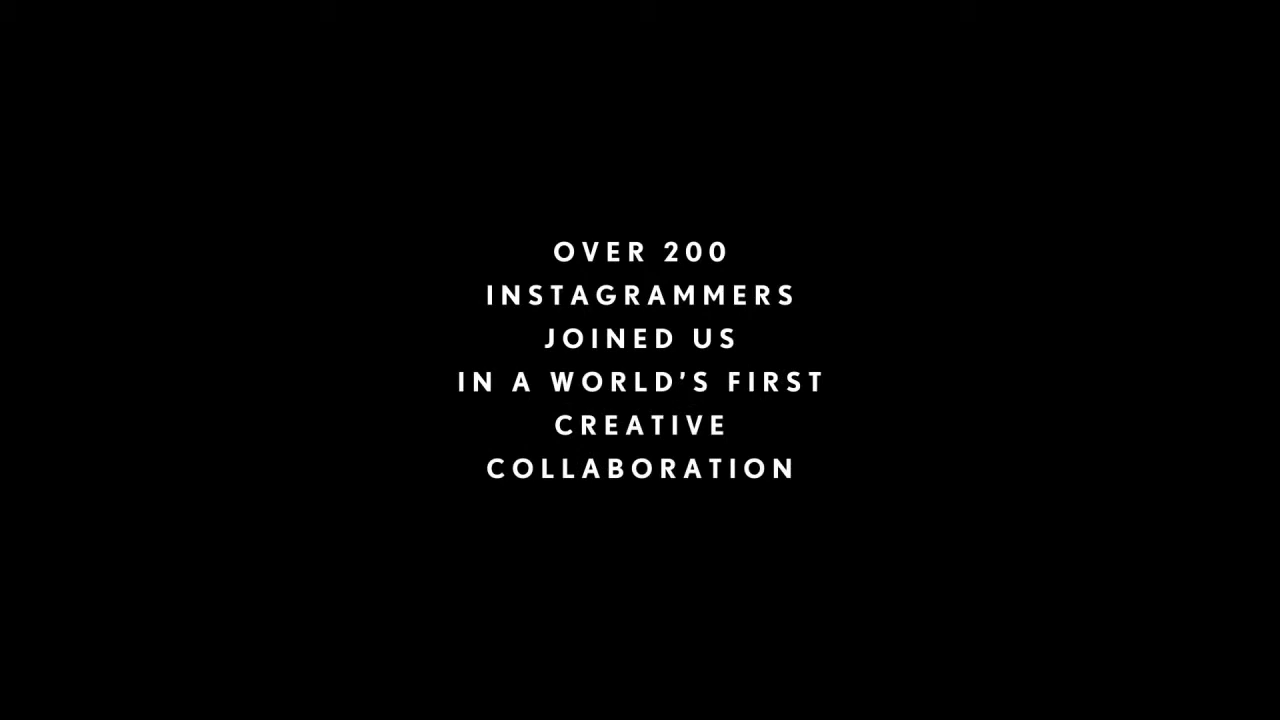 OVER 200
INSTAGRAMMERS
JOINED US
IN A WORLD'S FIRST
CREATIVE
COLLABORATION